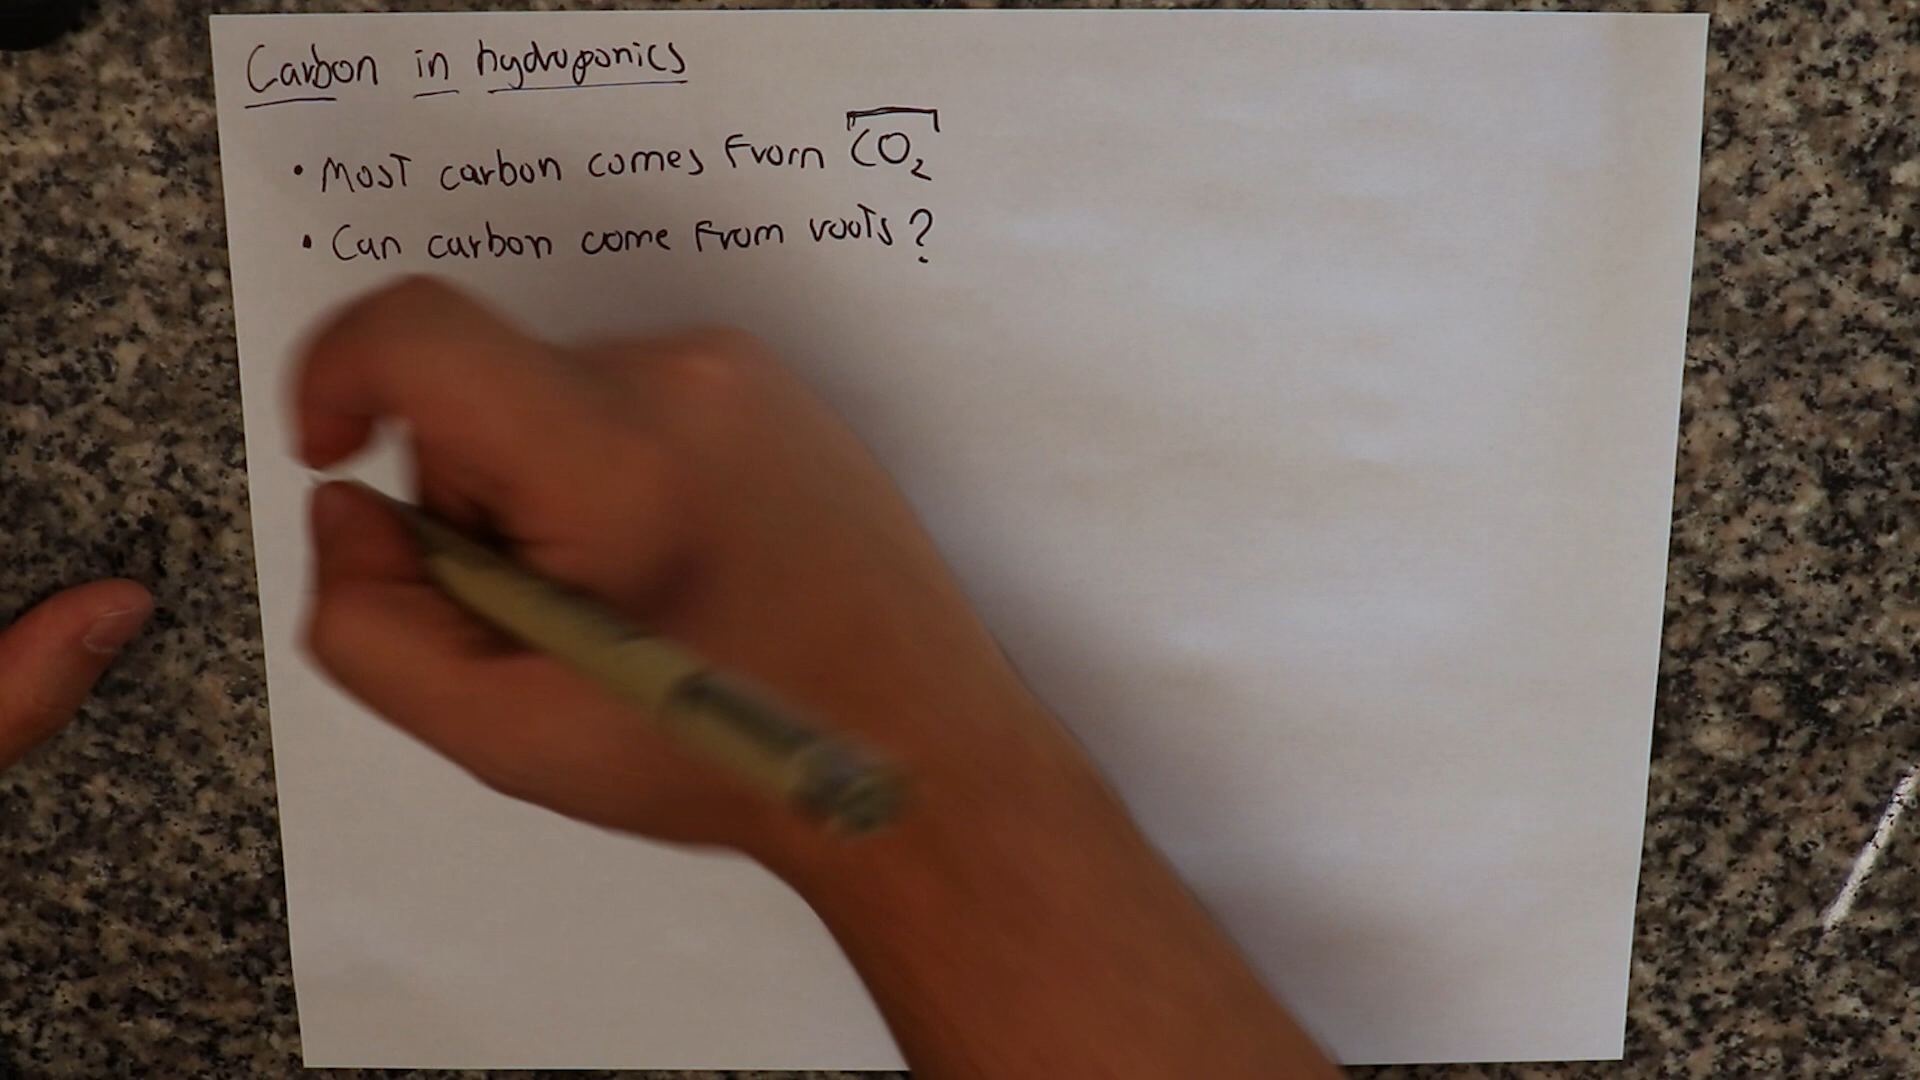 Carbon in hydroponics
• Most carbon comes from CO₂
• Can carbon come from roots?